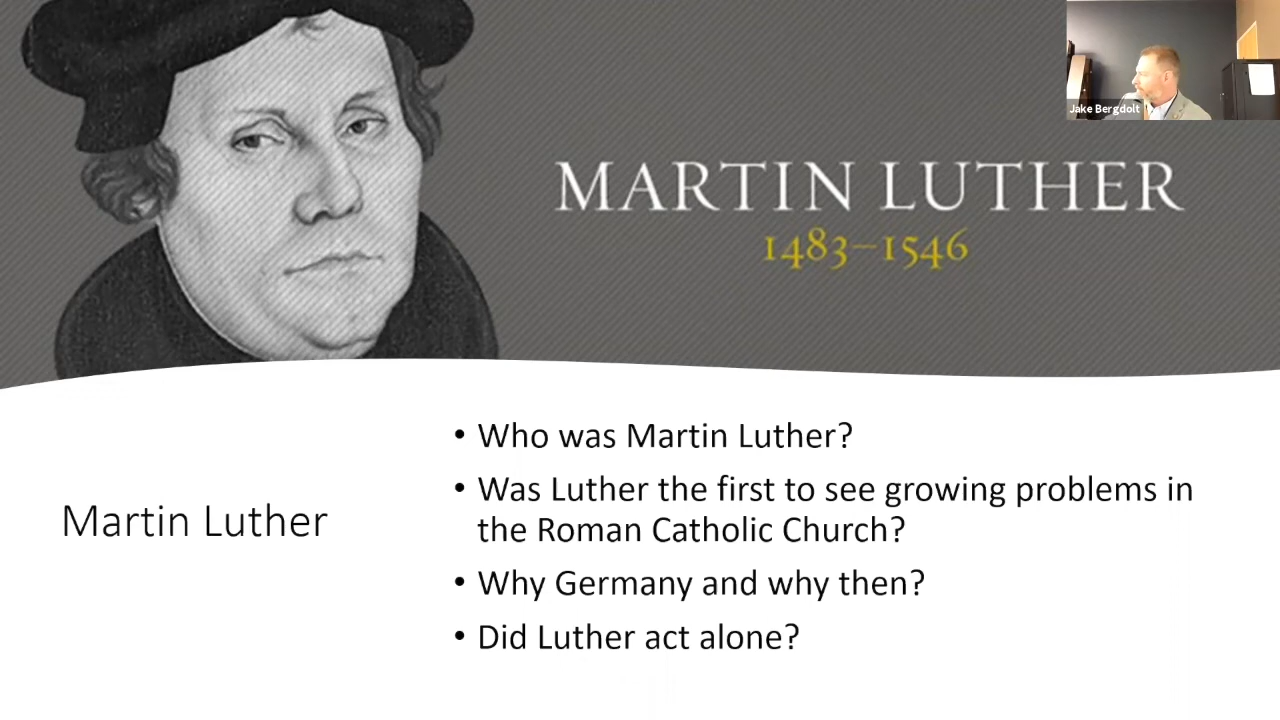 Jake Bergdolt
MARTIN LUTHER
1483–1546
Martin Luther
• Who was Martin Luther?
• Was Luther the first to see growing problems in
the Roman Catholic Church?
• Why Germany and why then?
• Did Luther act alone?